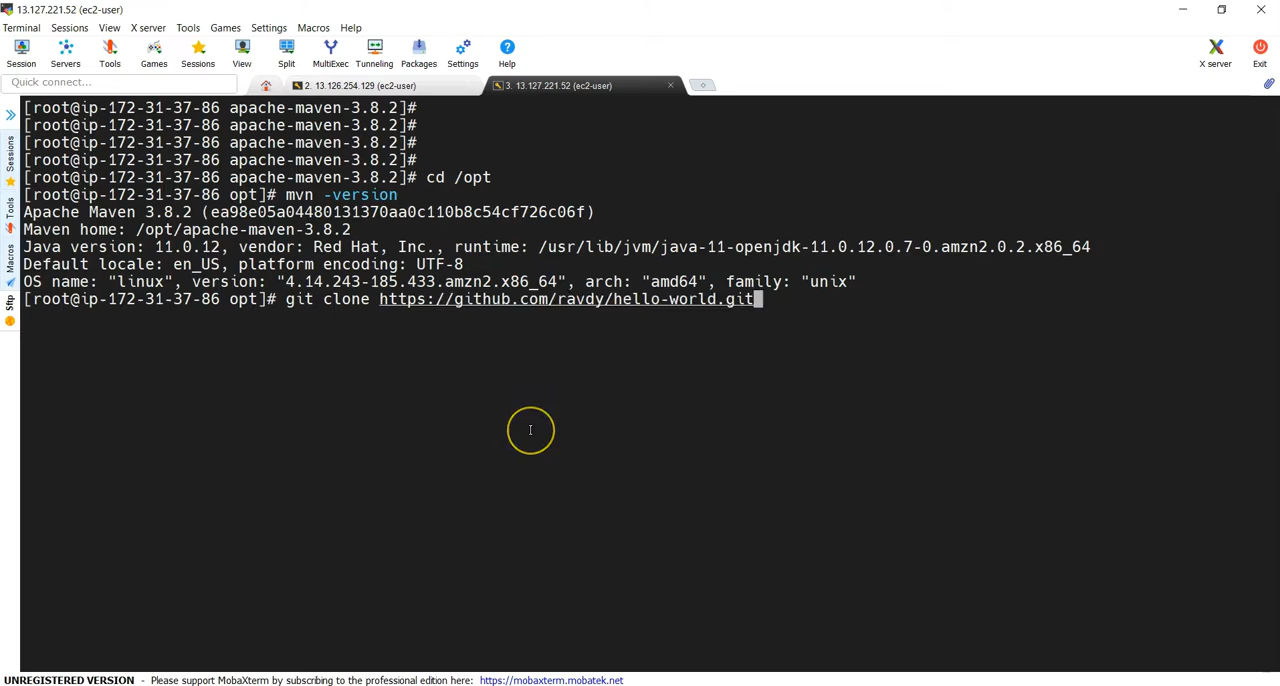 13.127.221.52 (ec2-user)
Terminal Sessions View X server Tools Games Settings Macros Help
Session Servers Tools Games Sessions View Split MultiExec Tunneling Packages Settings Help X server Exit
Quick connect...
2. 13.126.254.129 (ec2-user)
3. 13.127.221.52 (ec2-user)
Sessions
Tools
Macros
Sftp
[root@ip-172-31-37-86 apache-maven-3.8.2]#
[root@ip-172-31-37-86 apache-maven-3.8.2]#
[root@ip-172-31-37-86 apache-maven-3.8.2]#
[root@ip-172-31-37-86 apache-maven-3.8.2]#
[root@ip-172-31-37-86 apache-maven-3.8.2]# cd /opt
[root@ip-172-31-37-86 opt]# mvn -version
Apache Maven 3.8.2 (ea98e05a04480131370aa0c110b8c54cf726c06f)
Maven home: /opt/apache-maven-3.8.2
Java version: 11.0.12, vendor: Red Hat, Inc., runtime: /usr/lib/jvm/java-11-openjdk-11.0.12.0.7-0.amzn2.0.2.x86_64
Default locale: en_US, platform encoding: UTF-8
OS name: "linux", version: "4.14.243-185.433.amzn2.x86_64", arch: "amd64", family: "unix"
[root@ip-172-31-37-86 opt]# git clone https://github.com/ravdy/hello-world.git
UNREGISTERED VERSION - Please support MobaXterm by subscribing to the professional edition here: https://mobaxterm.mobatek.net